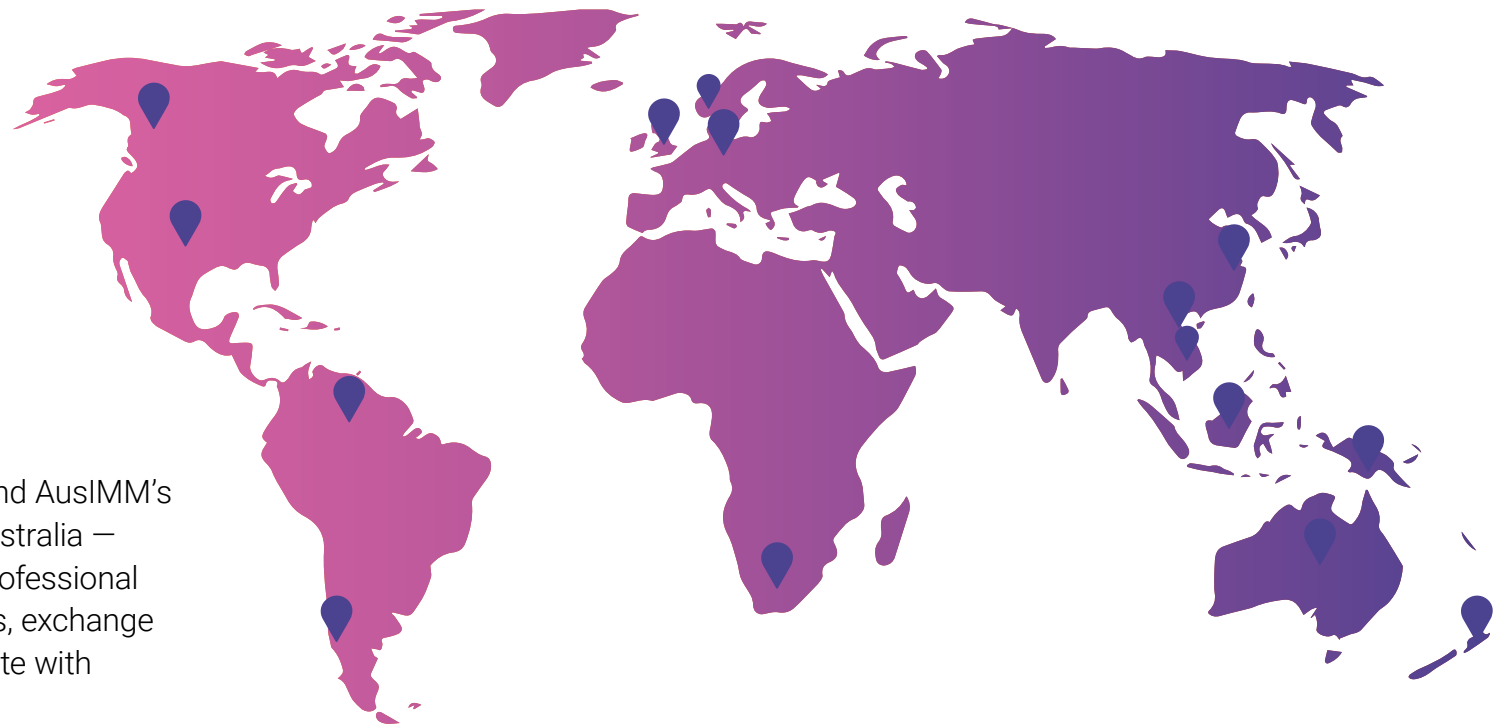 nd AusIMM’s
stralia —
ofessional
s, exchange
te with